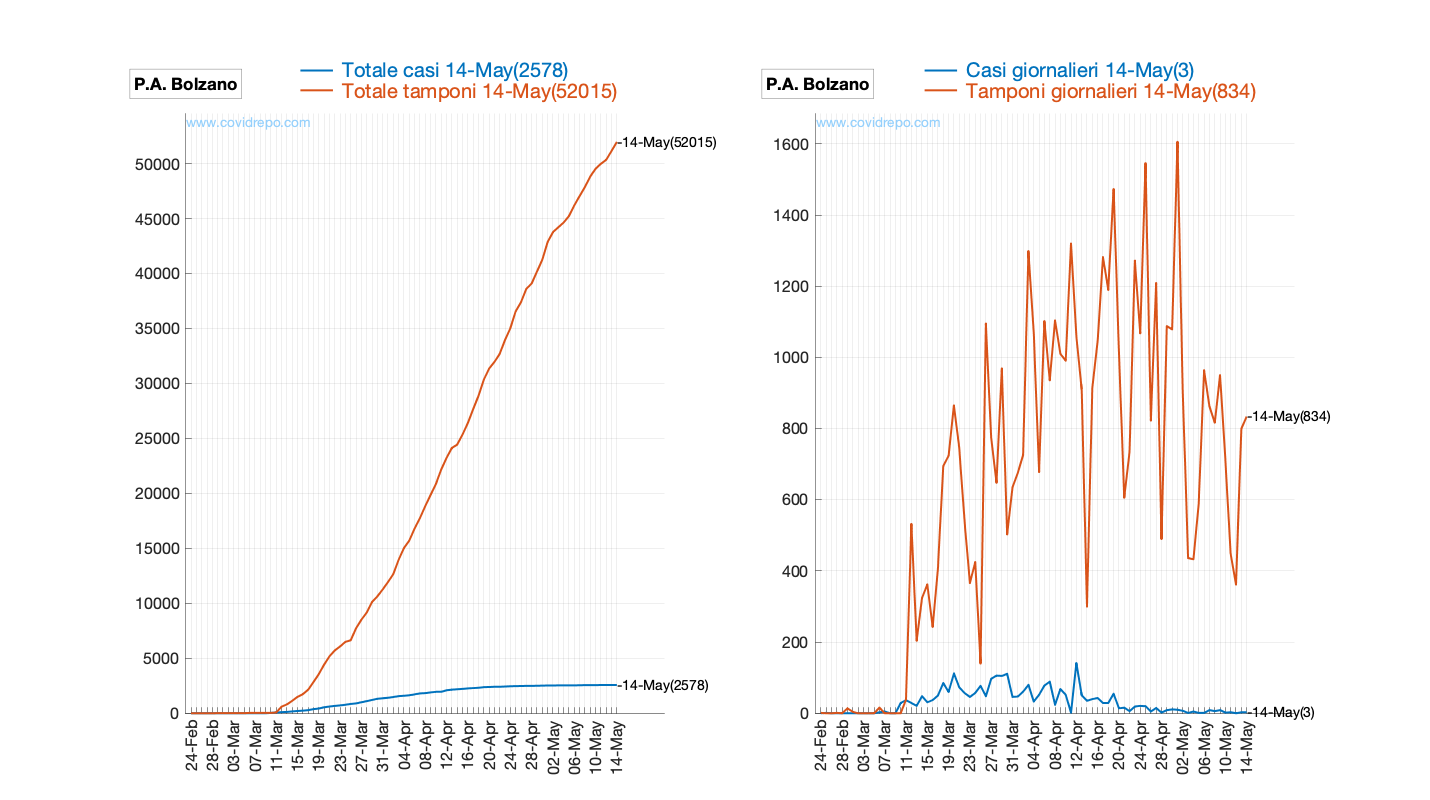 P.A. Bolzano
Totale casi 14-May(2578)
Totale tamponi 14-May(52015)
www.covidrepo.com
50000
45000
40000
35000
30000
25000
20000
15000
10000
5000
0
-14-May(52015)
-14-May(2578)
24-Feb
28-Feb
03-Mar
07-Mar
11-Mar
15-Mar
19-Mar
23-Mar
27-Mar
31-Mar
04-Apr
08-Apr
12-Apr
16-Apr
20-Apr
24-Apr
28-Apr
02-May
06-May
10-May
14-May
P.A. Bolzano
Casi giornalieri 14-May(3)
Tamponi giornalieri 14-May(834)
www.covidrepo.com
1600
1400
1200
1000
800
600
400
200
0
-14-May(834)
-14-May(3)
24-Feb
28-Feb
03-Mar
07-Mar
11-Mar
15-Mar
19-Mar
23-Mar
27-Mar
31-Mar
04-Apr
08-Apr
12-Apr
16-Apr
20-Apr
24-Apr
28-Apr
02-May
06-May
10-May
14-May